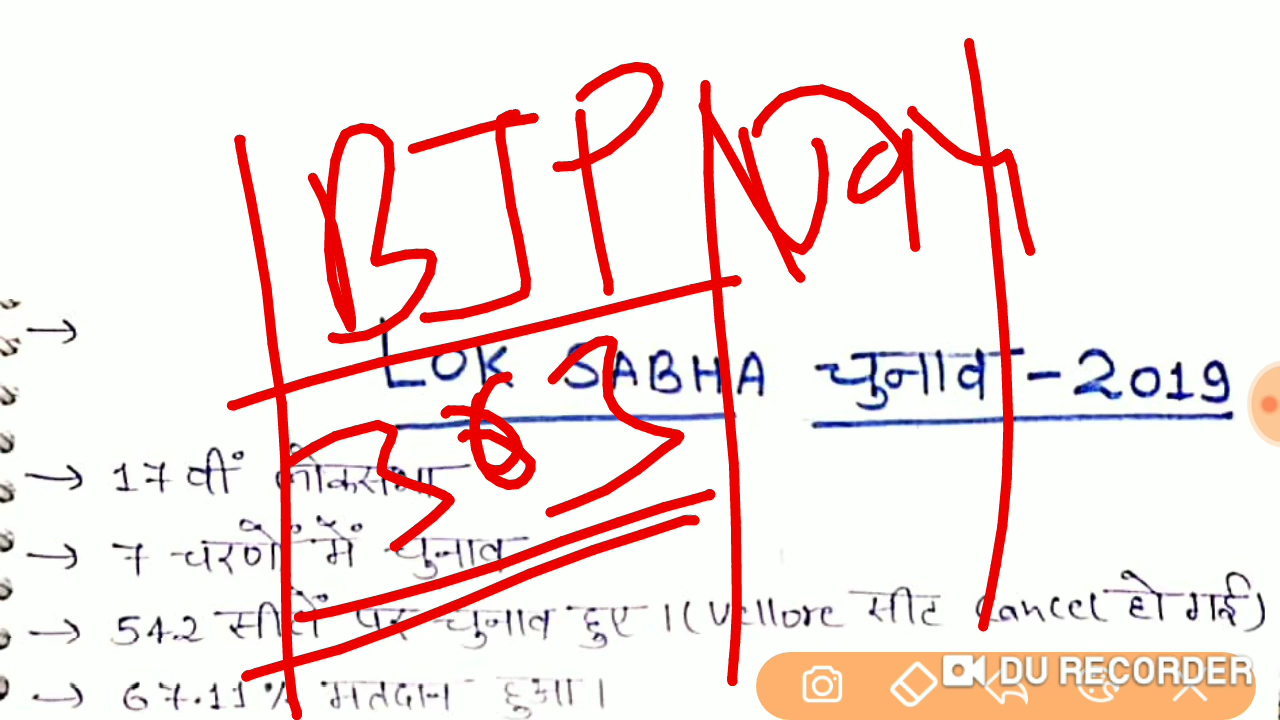 BJP NDA
LOK SABHA चुनाव - 2019
303
→ 17 वीं लोकसभा
→ 7 चरणों में चुनाव
→ 542 सीटों पर चुनाव हुए। (Vellore सीट Cancel हो गई)
→ 67.11% मतदान हुआ।
DU RECORDER